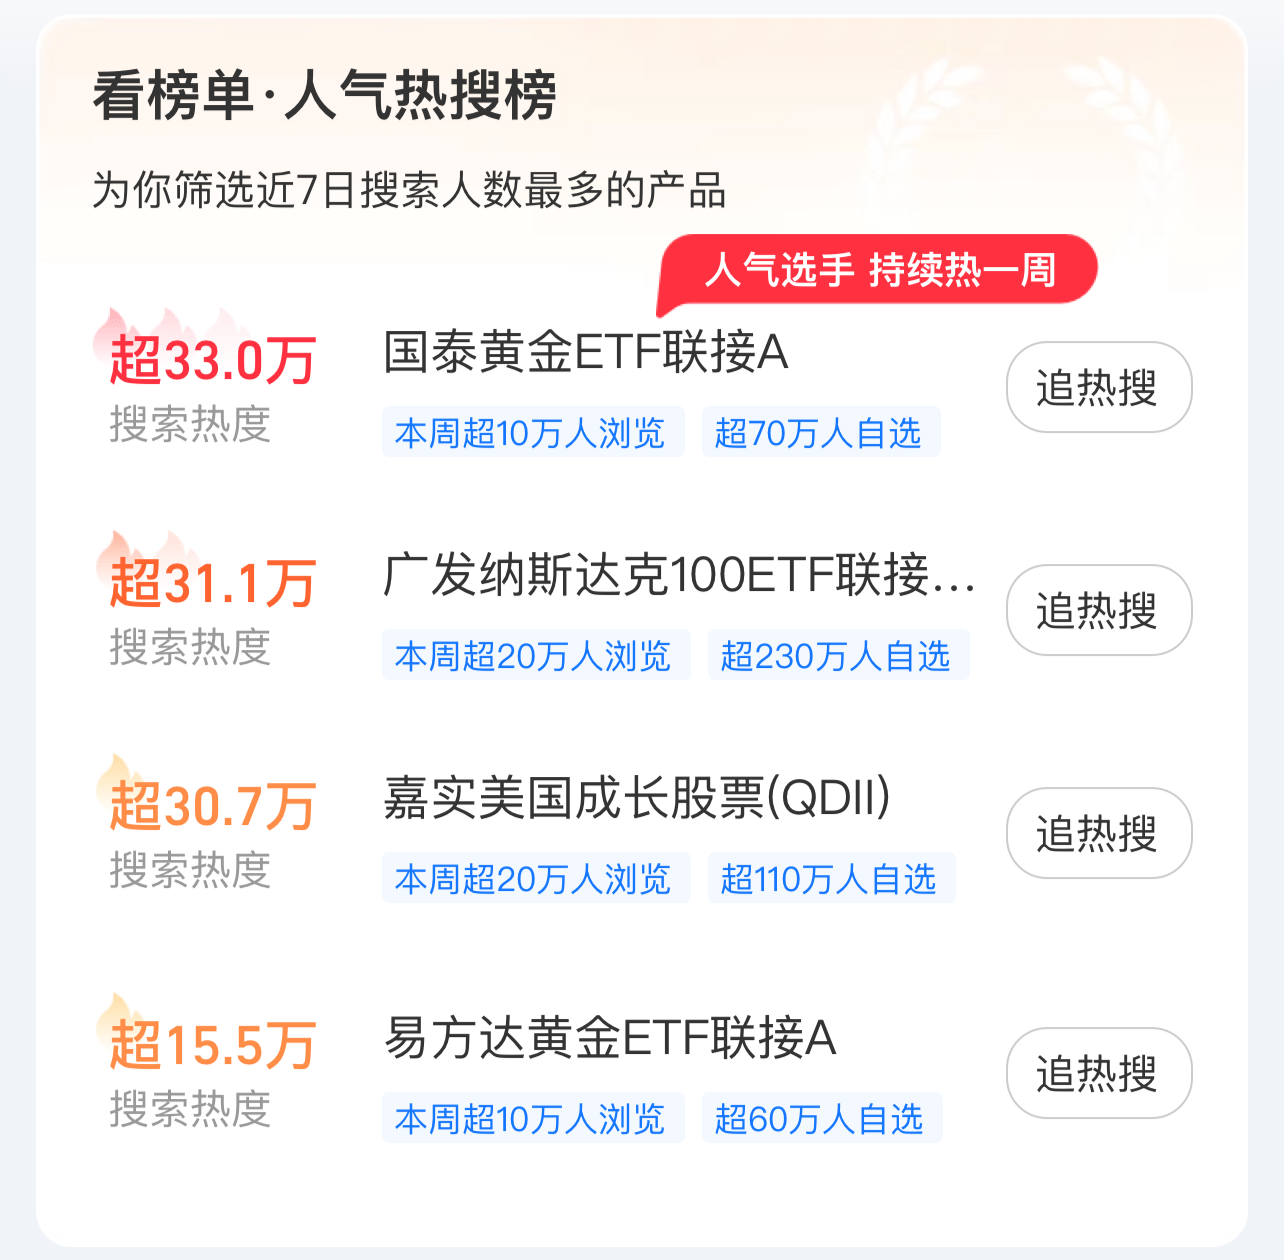 看榜单·人气热搜榜
为你筛选近7日搜索人数最多的产品
人气选手 持续热一周
超33.0万
搜索热度
国泰黄金ETF联接A
本周超10万人浏览 超70万人自选
追热搜
超31.1万
搜索热度
广发纳斯达克100ETF联接...
本周超20万人浏览 超230万人自选
追热搜
超30.7万
搜索热度
嘉实美国成长股票(QDII)
本周超20万人浏览 超110万人自选
追热搜
超15.5万
搜索热度
易方达黄金ETF联接A
本周超10万人浏览 超60万人自选
追热搜